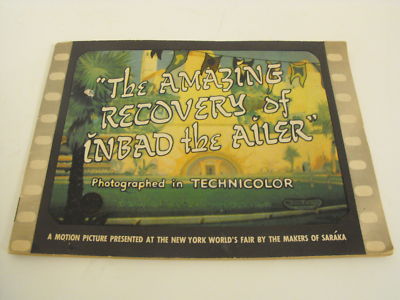 "The AMAZING
RECOVERY of
INBAD the AILER"
Photographed in TECHNICOLOR
A MOTION PICTURE PRESENTED AT THE NEW YORK WORLD'S FAIR BY THE MAKERS OF SARÁKA